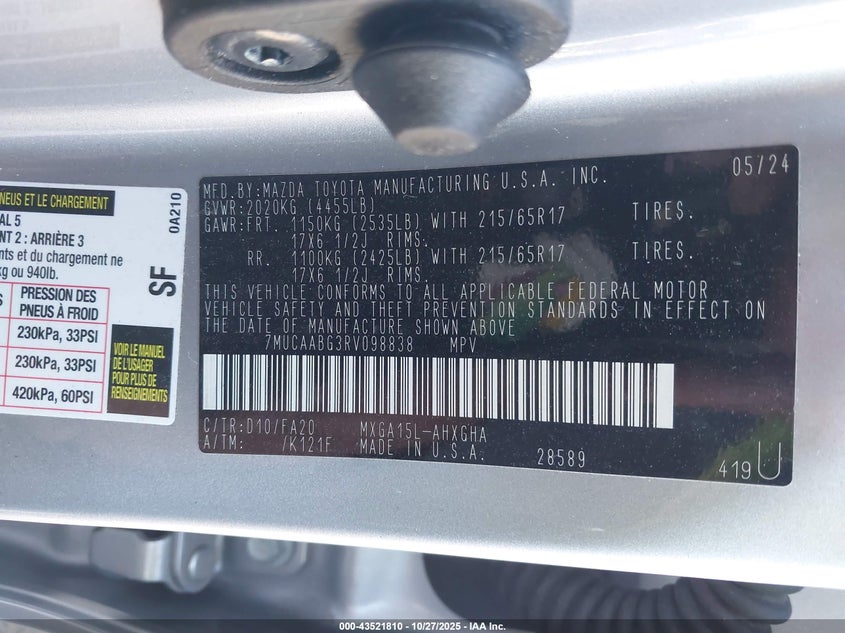 PNEUS ET LE CHARGEMENT
AL 5
NT 2 : ARRIÈRE 3
nts et du chargement ne
kg ou 940lb.
PRESSION DES
PNEUS À FROID
230kPa, 33PSI
230kPa, 33PSI
420kPa, 60PSI
VOIR LE MANUEL
DE L'USAGER
POUR PLUS DE
RENSEIGNEMENTS
0A210
SF
MFD.BY:MAZDA TOYOTA MANUFACTURING U.S.A. INC. 05/24
GVWR:2020KG (4455LB)
GAWR:FRT. 1150KG (2535LB) WITH 215/65R17 TIRES.
17X6 1/2J RIMS.
RR. 1100KG (2425LB) WITH 215/65R17 TIRES.
17X6 1/2J RIMS.
THIS VEHICLE CONFORMS TO ALL APPLICABLE FEDERAL MOTOR
VEHICLE SAFETY AND THEFT PREVENTION STANDARDS IN EFFECT ON
THE DATE OF MANUFACTURE SHOWN ABOVE
7MUCAABG3RV098838 MPV
C/TR:D10/FA20 MXGA15L-AHXGHA
A/TM: /K121F MADE IN U.S.A. 28589
419U
000-43521810 - 10/27/2025 - IAA Inc.